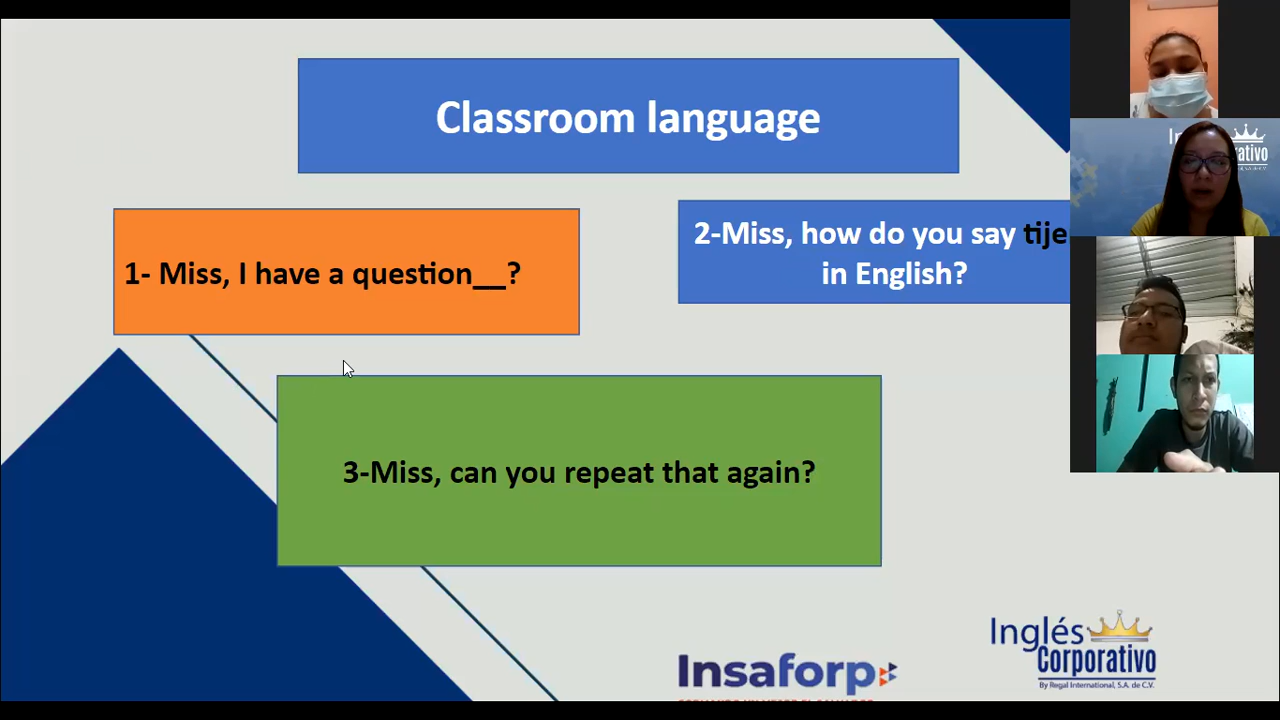 Classroom language
1- Miss, I have a question__?
2-Miss, how do you say
in English?
3-Miss, can you repeat that again?
Insaforp
Inglés
Corporativo
By Regal International, S.A. de C.V.